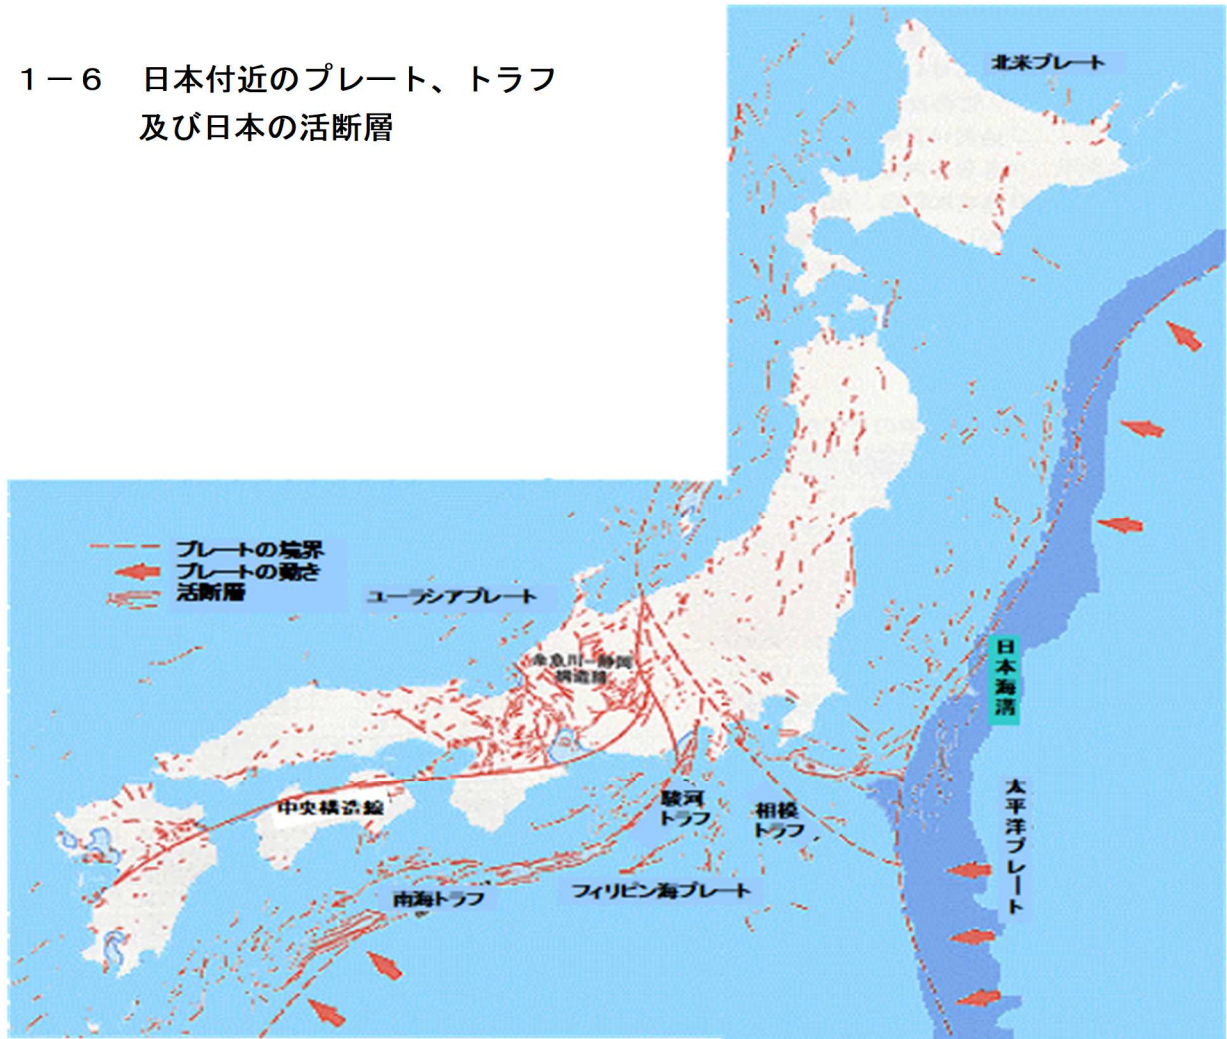 1－6　日本付近のプレート、トラフ
及び日本の活断層
北米プレート
プレートの境界
プレートの動き
活断層
ユーラシアプレート
糸魚川－静岡
構造線
日本海溝
中央構造線
駿河
トラフ
相模
トラフ
太平洋プレート
南海トラフ
フィリピン海プレート